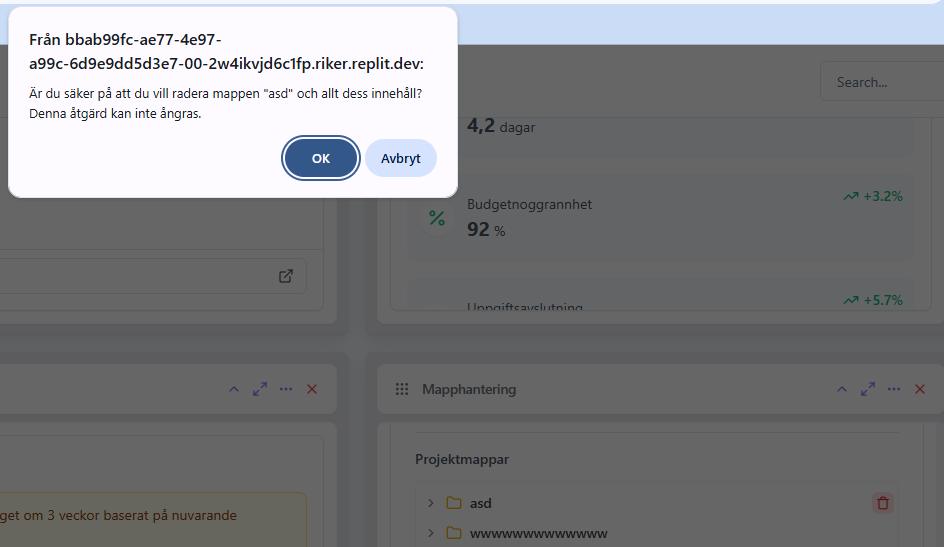 Från bbab99fc-ae77-4e97-
a99c-6d9e9dd5d3e7-00-2w4ikvjd6c1fp.riker.replit.dev:
Är du säker på att du vill radera mappen "asd" och allt dess innehåll?
Denna åtgärd kan inte ångras.
OK
Avbryt
Search...
4,2 dagar
Budgetnoggrannhet
+3.2%
92 %
Uppgiftsavslutning
+5.7%
Mapphantering
Projektmappar
asd
get om 3 veckor baserat på nuvarande
wwwwwwwwwwwww